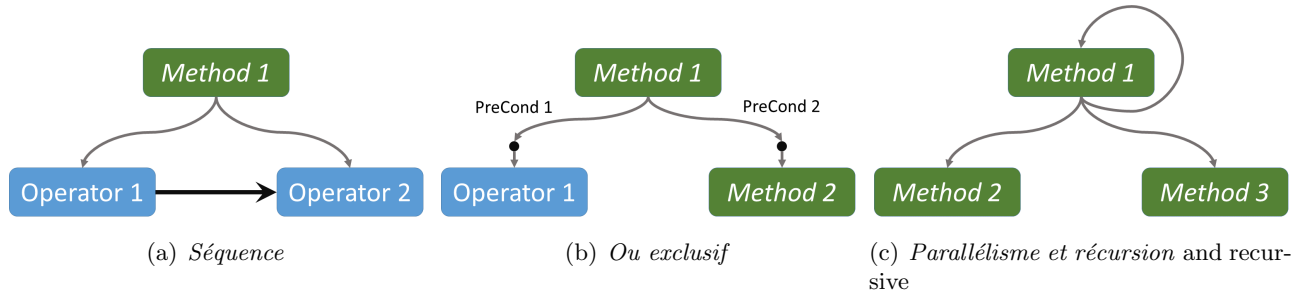 Method 1
Operator 1
Operator 2
(a) Séquence
Method 1
PreCond 1
PreCond 2
Operator 1
Method 2
(b) Ou exclusif
Method 1
Method 2
Method 3
(c) Parallélisme et récursion and recur-
sive